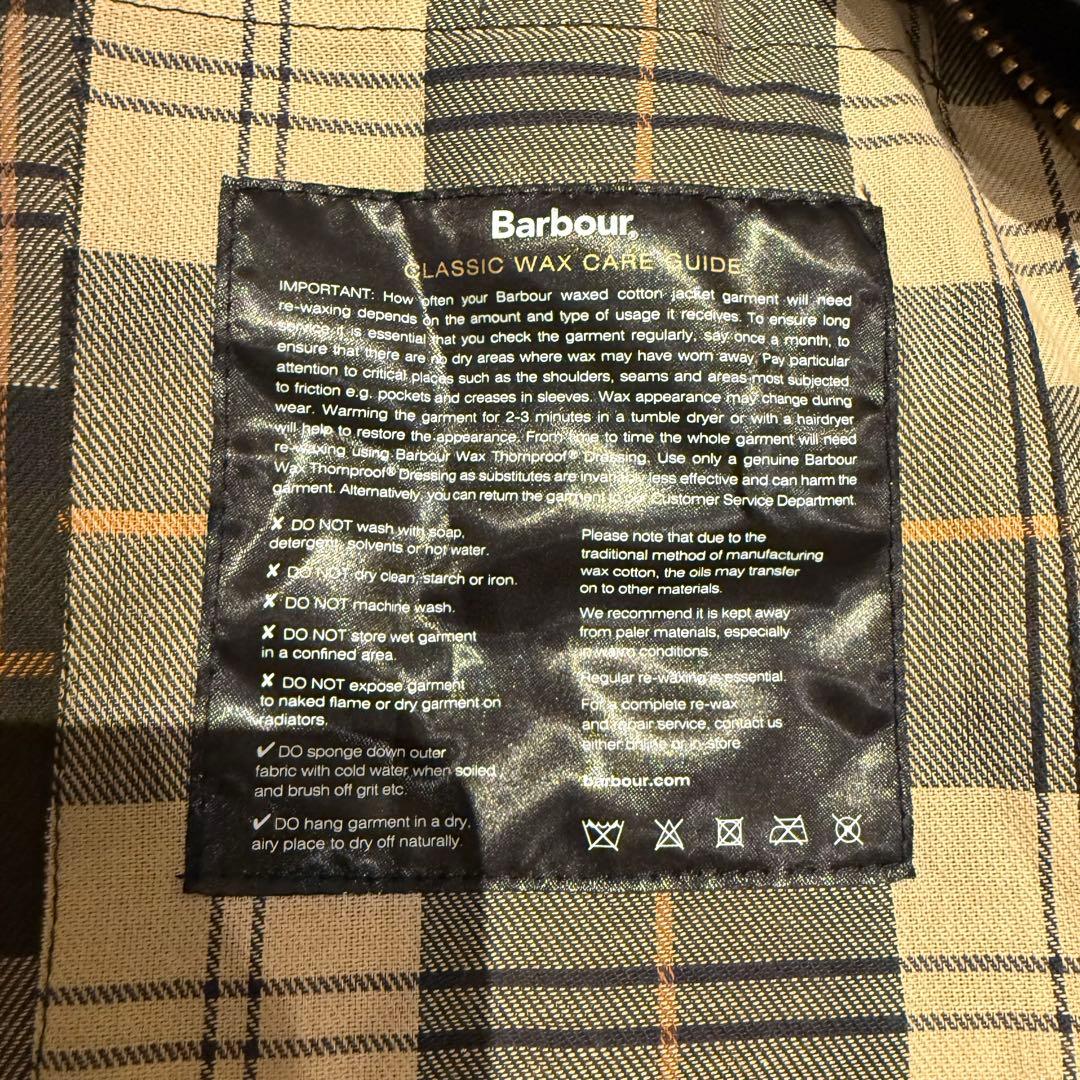 Barbour.
CLASSIC WAX CARE GUIDE
IMPORTANT: How often your Barbour waxed cotton jacket garment will need
re-waxing depends on the amount and type of usage it receives. To ensure long
service it is essential that you check the garment regularly, say once a month, to
ensure that there are no dry areas where wax may have worn away. Pay particular
attention to critical places such as the shoulders, seams and areas most subjected
to friction e.g. pockets and creases in sleeves. Wax appearance may change during
wear. Warming the garment for 2-3 minutes in a tumble dryer or with a hairdryer
will help to restore the appearance. From time to time the whole garment will need
re-waxing using Barbour Wax Thornproof® Dressing. Use only a genuine Barbour
Wax Thornproof® Dressing as substitutes are invariably less effective and can harm the
garment. Alternatively, you can return the garment to our Customer Service Department.
✘ DO NOT wash with soap,
detergent, solvents or hot water.
✘ DO NOT dry clean, starch or iron.
✘ DO NOT machine wash.
✘ DO NOT store wet garment
in a confined area.
✘ DO NOT expose garment
to naked flame or dry garment on
radiators.
✔ DO sponge down outer
fabric with cold water when soiled
and brush off grit etc.
✔ DO hang garment in a dry,
airy place to dry off naturally.
Please note that due to the
traditional method of manufacturing
wax cotton, the oils may transfer
on to other materials.
We recommend it is kept away
from paler materials, especially
in warm conditions.
Regular re-waxing is essential.
For a complete re-wax
and repair service, contact us
either online or in-store
barbour.com